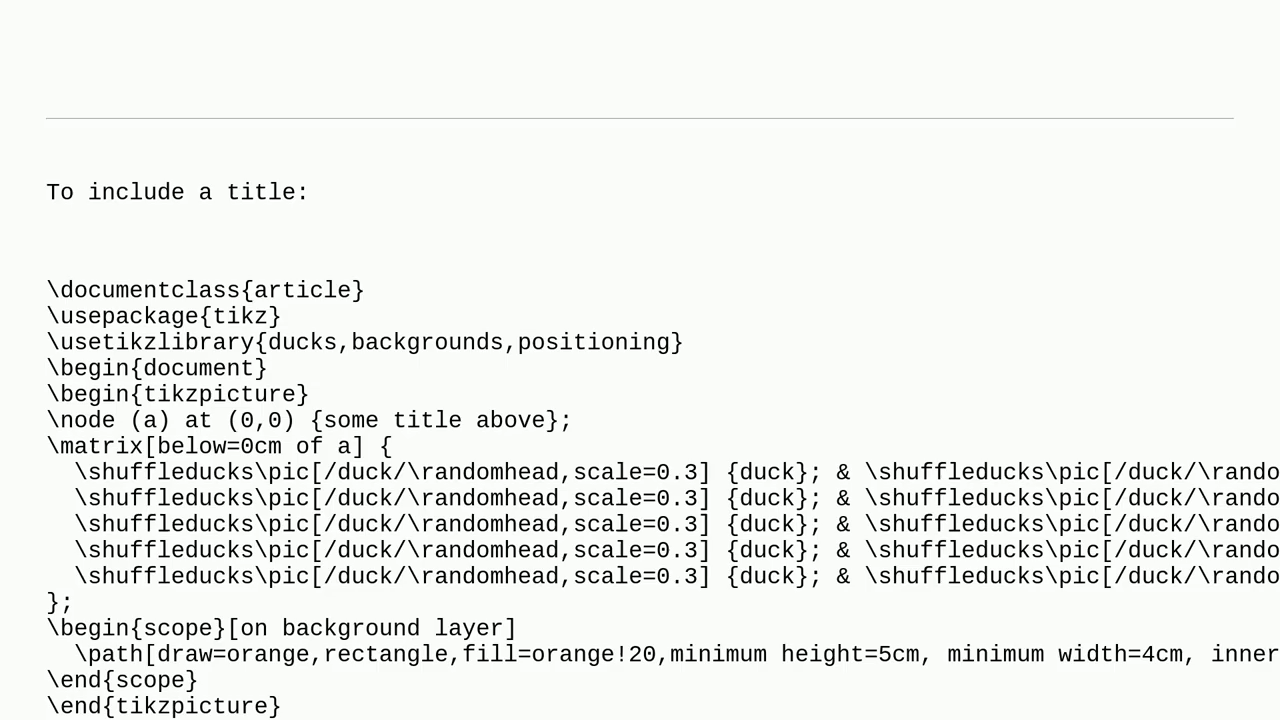 To include a title:
\documentclass{article}
\usepackage{tikz}
\usetikzlibrary{ducks,backgrounds,positioning}
\begin{document}
\begin{tikzpicture}
\node (a) at (0,0) {some title above};
\matrix[below=0cm of a] {
  \shuffleducks\pic[/duck/\randomhead,scale=0.3] {duck}; & \shuffleducks\pic[/duck/\rando
  \shuffleducks\pic[/duck/\randomhead,scale=0.3] {duck}; & \shuffleducks\pic[/duck/\rando
  \shuffleducks\pic[/duck/\randomhead,scale=0.3] {duck}; & \shuffleducks\pic[/duck/\rando
  \shuffleducks\pic[/duck/\randomhead,scale=0.3] {duck}; & \shuffleducks\pic[/duck/\rando
  \shuffleducks\pic[/duck/\randomhead,scale=0.3] {duck}; & \shuffleducks\pic[/duck/\rando
};
\begin{scope}[on background layer]
  \path[draw=orange,rectangle,fill=orange!20,minimum height=5cm, minimum width=4cm, inner
\end{scope}
\end{tikzpicture}